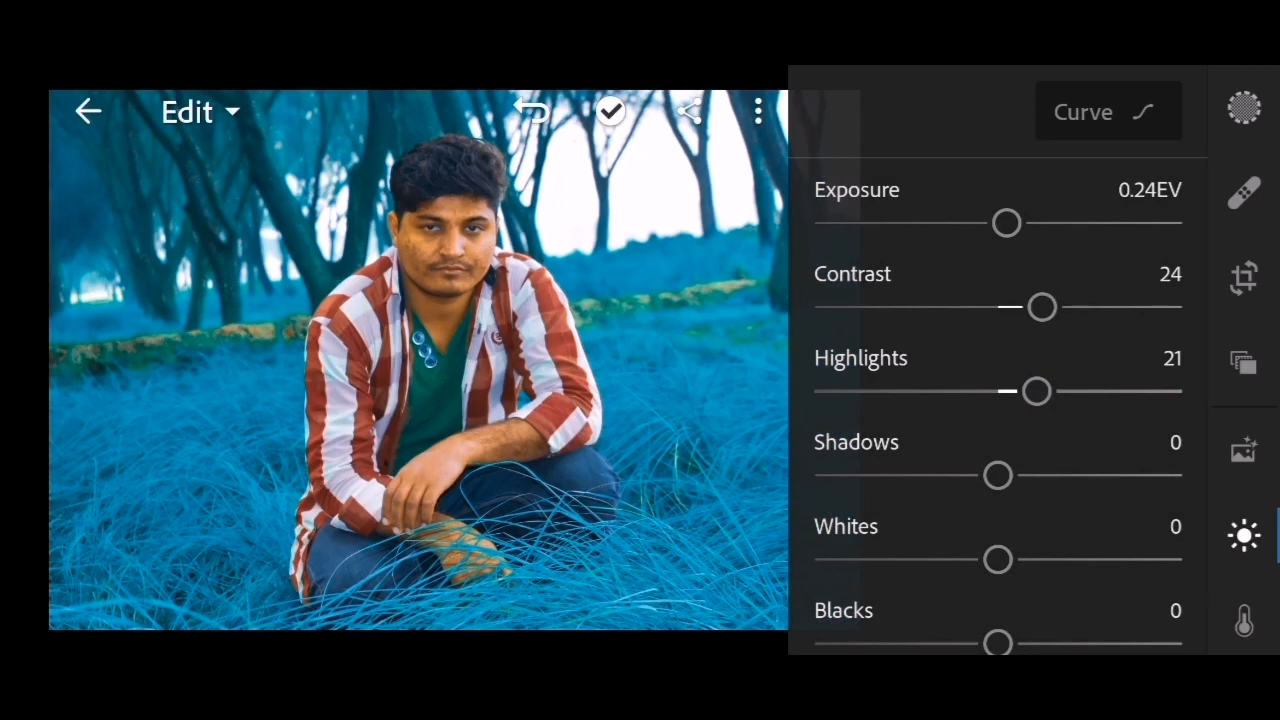 Edit
Curve
Exposure 0.24EV
Contrast 24
Highlights 21
Shadows 0
Whites 0
Blacks 0